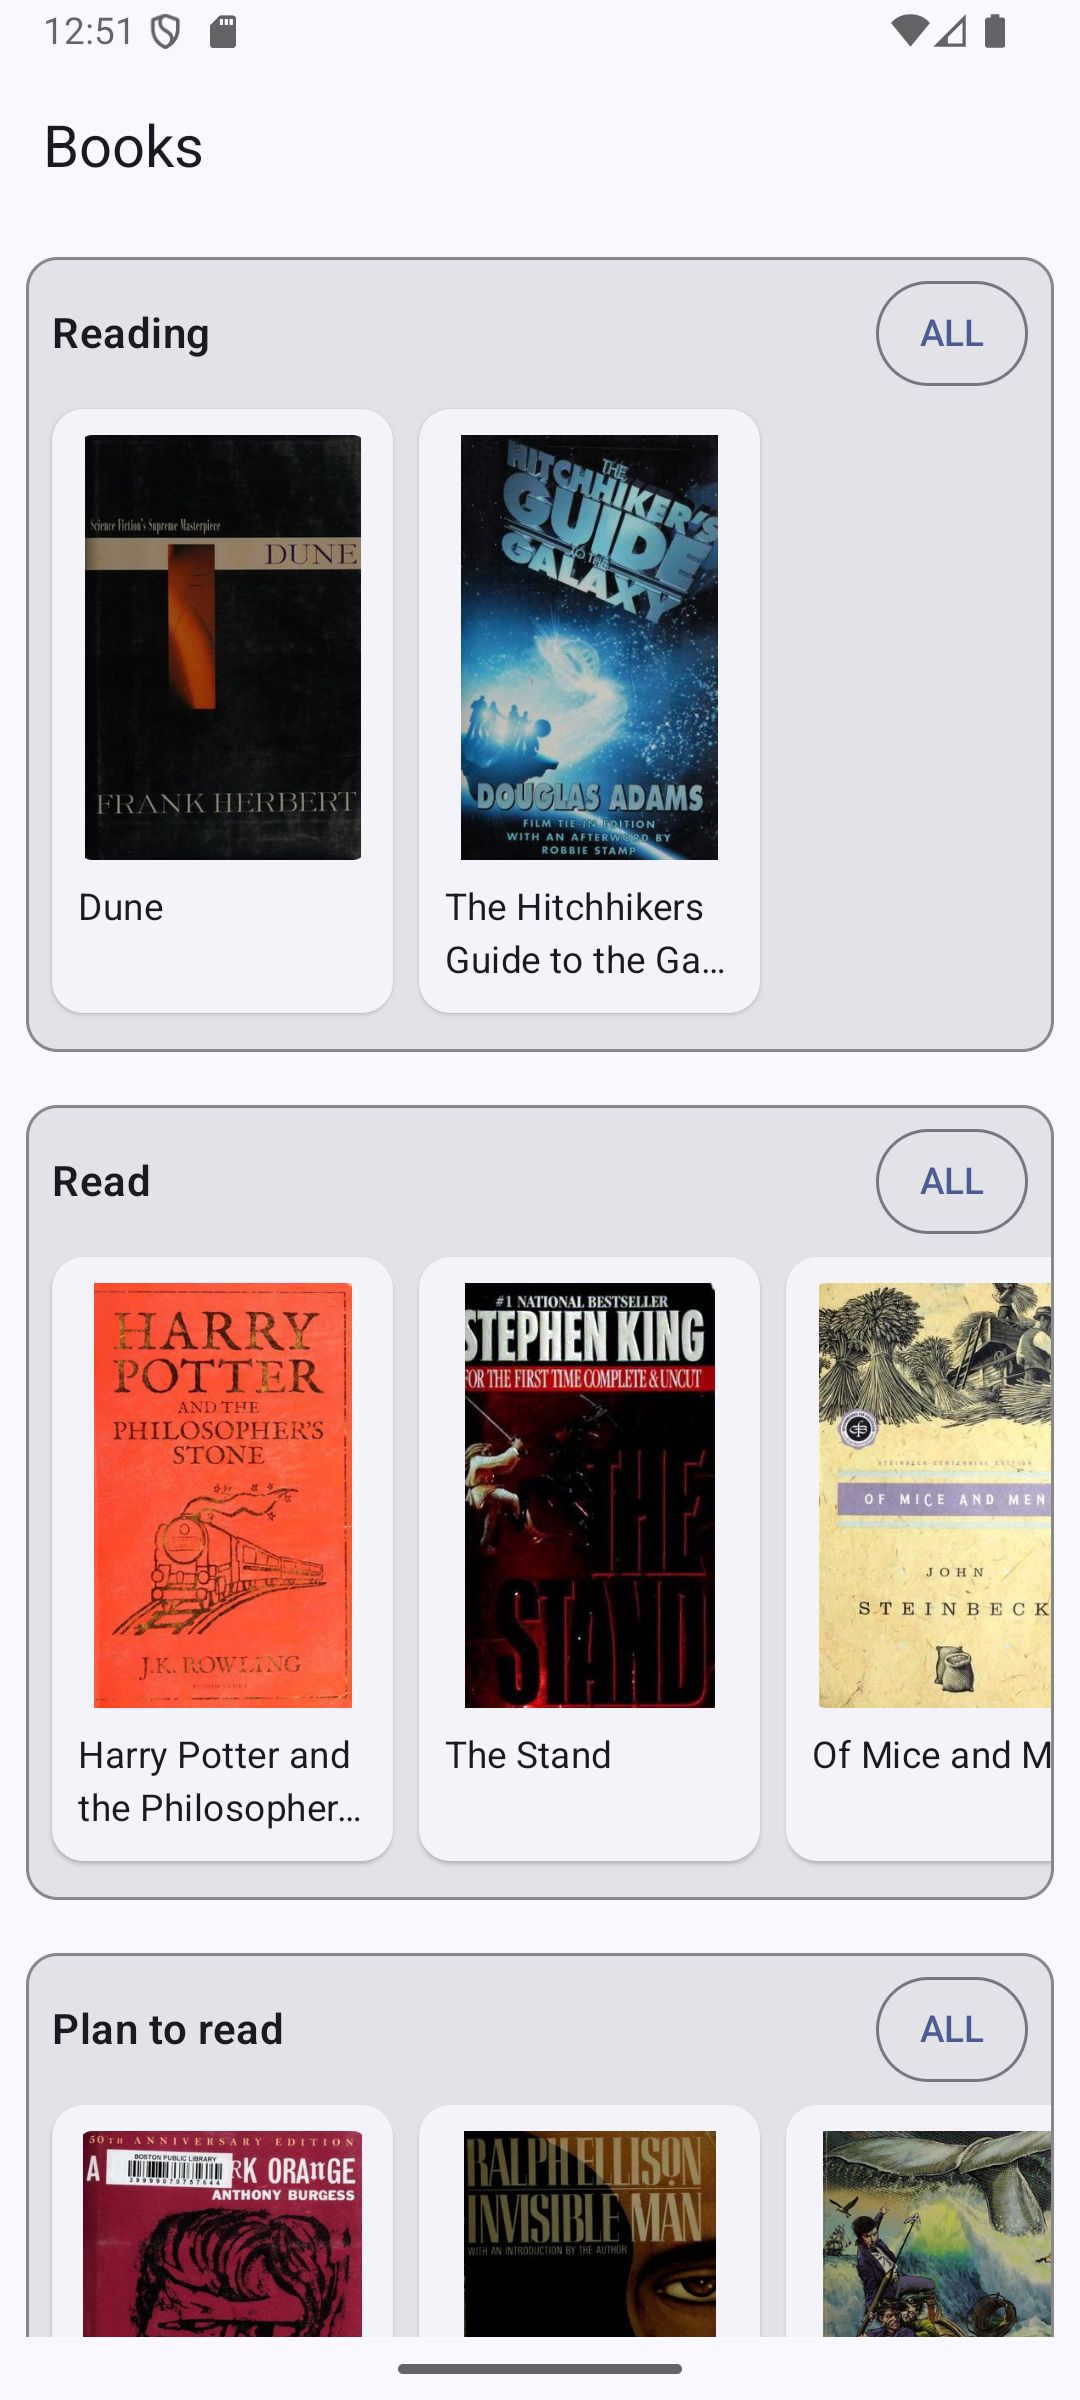 12:51
Books
Reading
ALL
Science Fiction's Supreme Masterpiece
DUNE
FRANK HERBERT
THE
HITCHHIKER'S
GUIDE
TO THE
GALAXY
DOUGLAS ADAMS
FILM TIE-IN EDITION
WITH AN AFTERWORD BY
ROBBIE STAMP
Dune
The Hitchhikers
Guide to the Ga...
Read
ALL
HARRY
POTTER
AND THE
PHILOSOPHER'S
STONE
J.K. ROWLING
BLOOMSBURY
#1 NATIONAL BESTSELLER
STEPHEN KING
FOR THE FIRST TIME COMPLETE & UNCUT
THE
STAND
STEINBECK CENTENNIAL EDITION
OF MICE AND MEN
JOHN
STEINBECK
Harry Potter and
the Philosopher...
The Stand
Of Mice and M
Plan to read
ALL
50TH ANNIVERSARY EDITION
BOSTON PUBLIC LIBRARY
A
RK ORANGE
ANTHONY BURGESS
RALPH ELLISON
INVISIBLE MAN
WITH AN INTRODUCTION BY THE AUTHOR